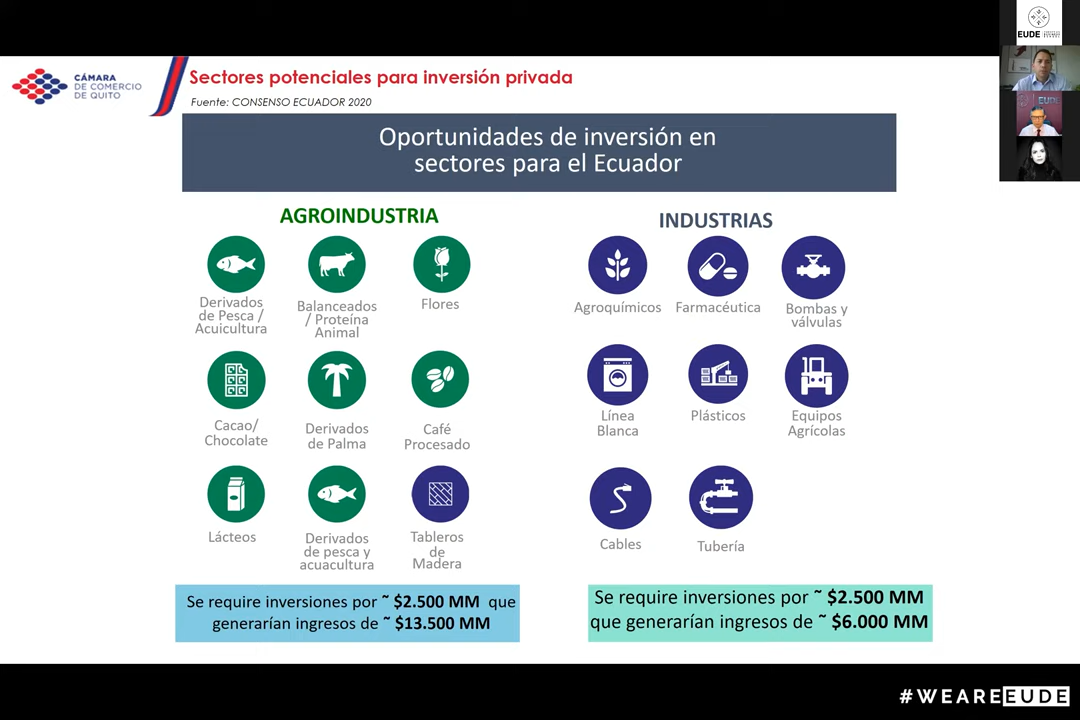 EUDE
CÁMARA
DE COMERCIO
DE QUITO
Sectores potenciales para inversión privada
Fuente: CONSENSO ECUADOR 2020
Oportunidades de inversión en
sectores para el Ecuador
AGROINDUSTRIA
Derivados
de Pesca /
Acuicultura
Balanceados
/ Proteína
Animal
Flores
Cacao/
Chocolate
Derivados
de Palma
Café
Procesado
Lácteos
Derivados
de pesca y
acuacultura
Tableros
de
Madera
Se require inversiones por ~ $2.500 MM que
generarían ingresos de ~ $13.500 MM
INDUSTRIAS
Agroquímicos
Farmacéutica
Bombas y
válvulas
Línea
Blanca
Plásticos
Equipos
Agrícolas
Cables
Tubería
Se require inversiones por ~ $2.500 MM
que generarían ingresos de ~ $6.000 MM
#WEAREEUDE